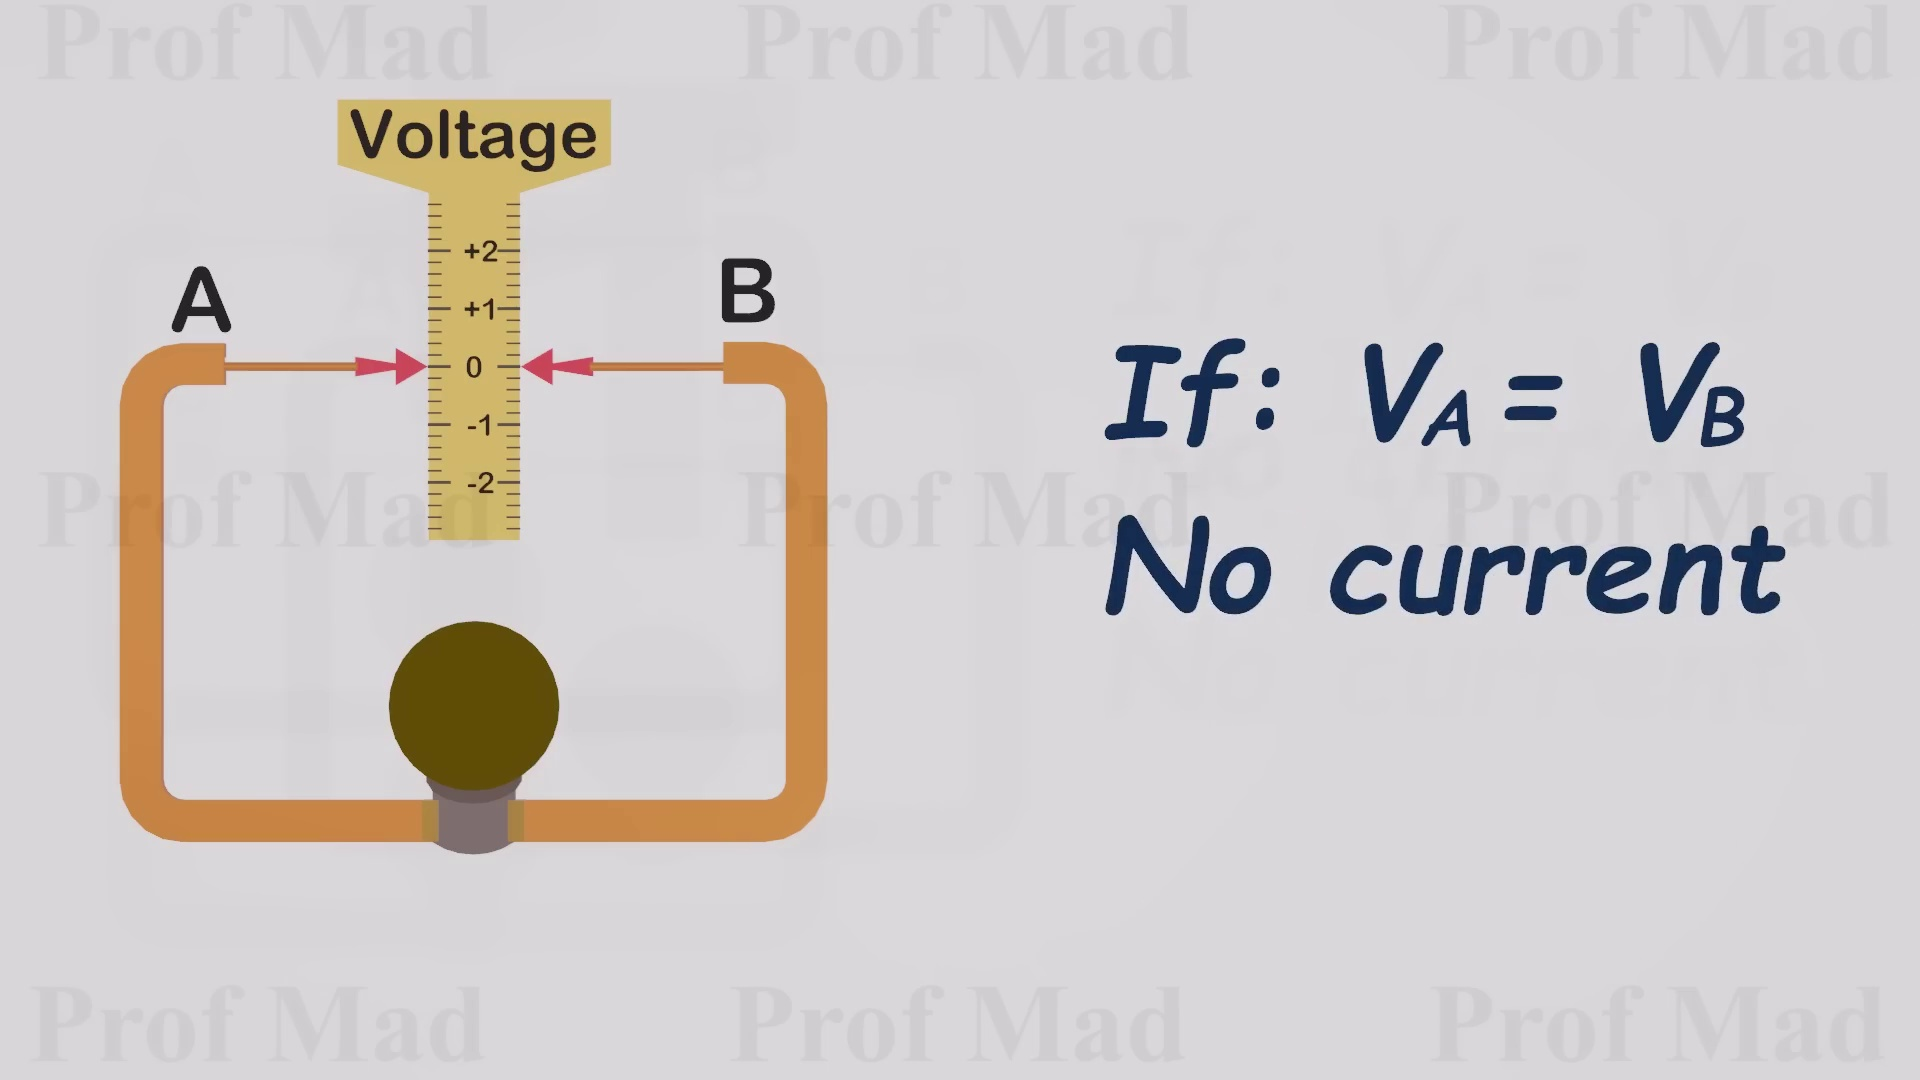 Prof Mad Prof Mad Prof Mad
Voltage
+2
A
B
+1
0
-1
-2
If: VA = VB
Prof Mad Prof Mad Prof Mad
No current
Prof Mad Prof Mad Prof Mad